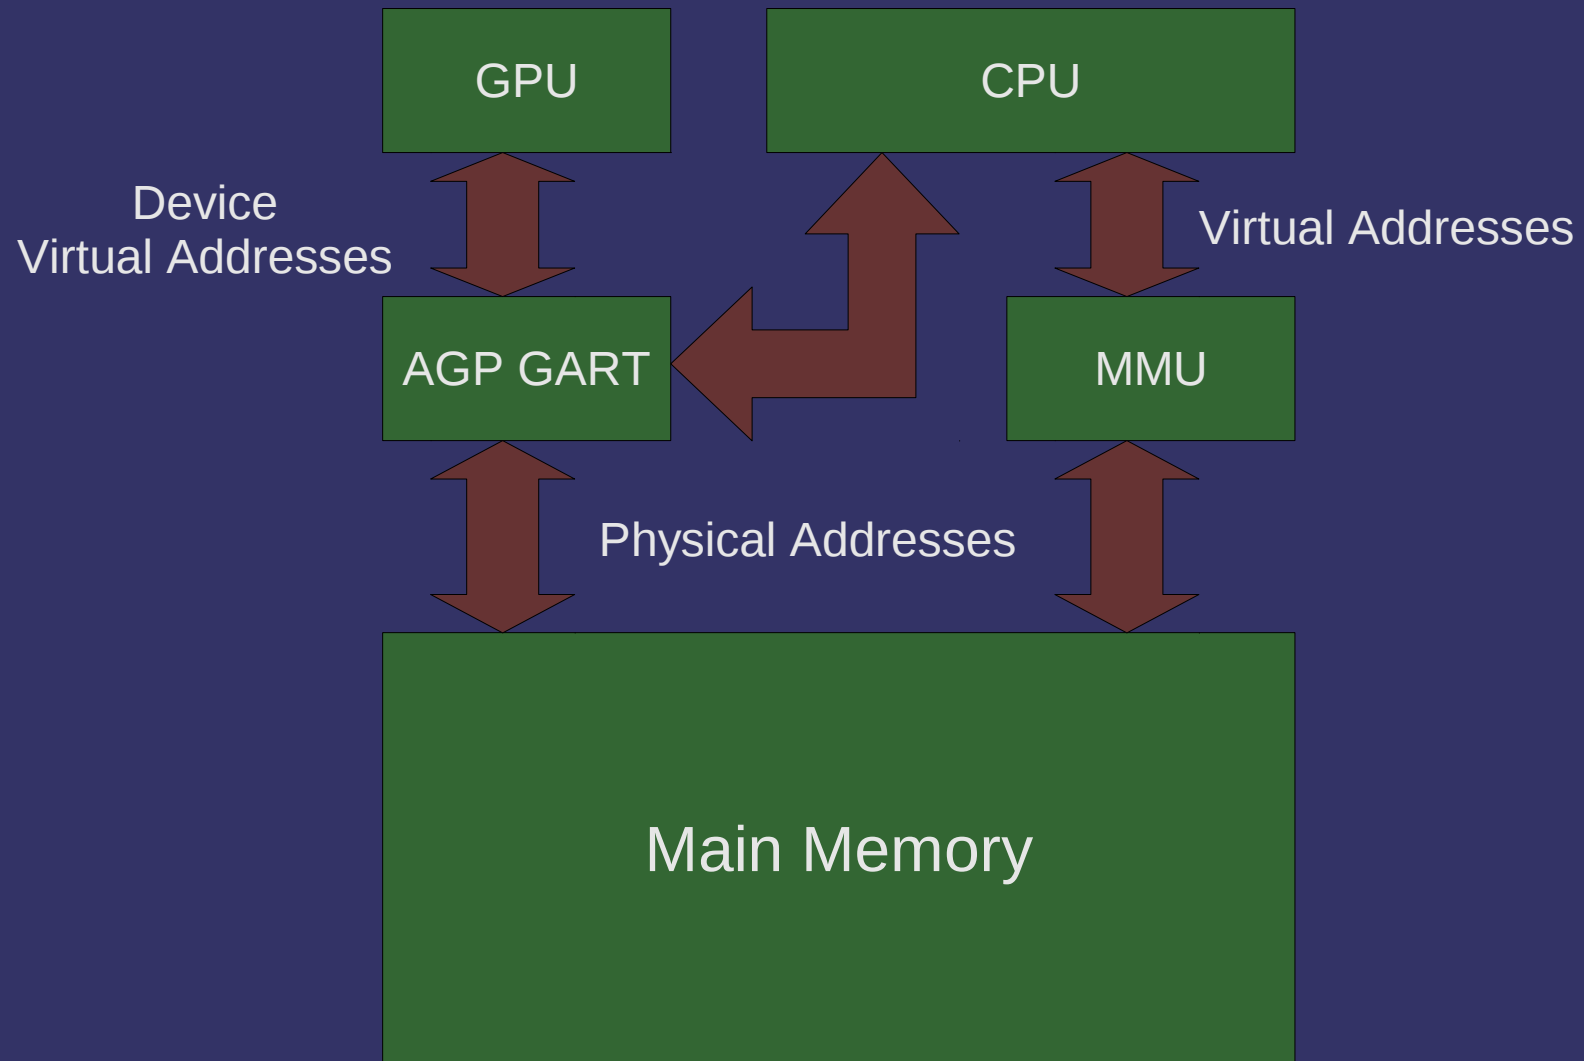 GPU
CPU
Device
Virtual Addresses
Virtual Addresses
AGP GART
MMU
Physical Addresses
Main Memory